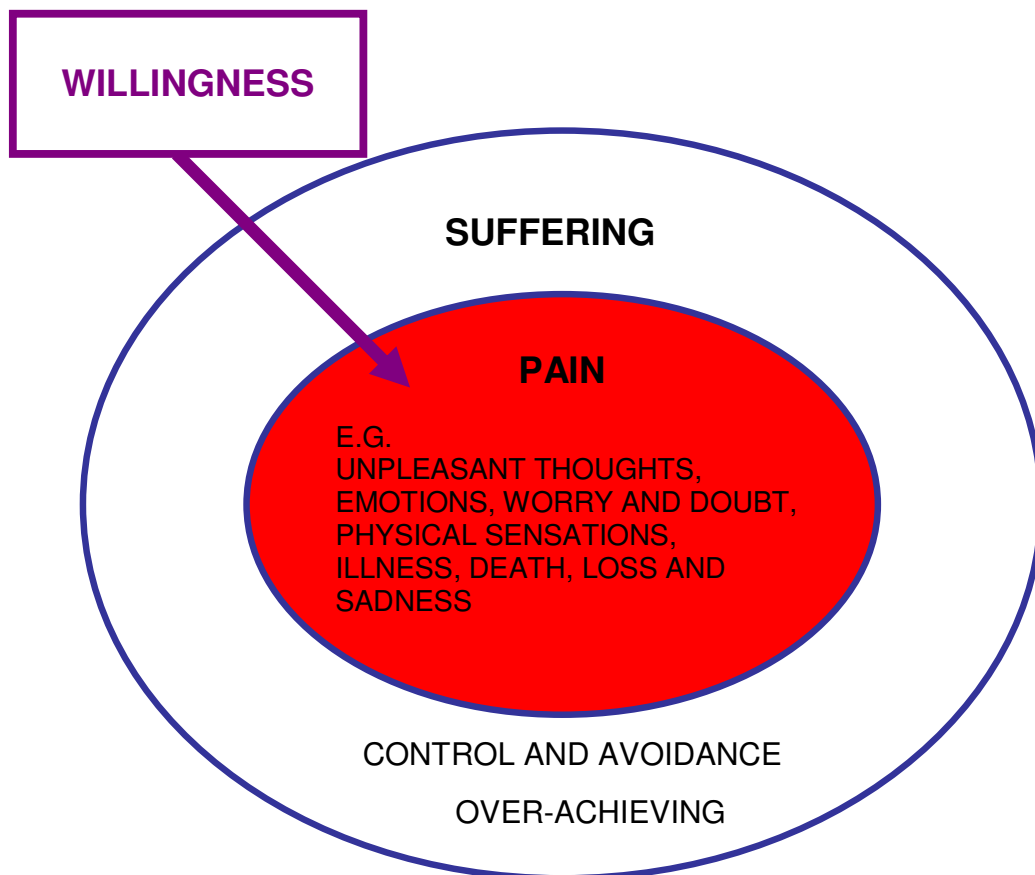 WILLINGNESS
SUFFERING
PAIN
E.G.
UNPLEASANT THOUGHTS,
EMOTIONS, WORRY AND DOUBT,
PHYSICAL SENSATIONS,
ILLNESS, DEATH, LOSS AND
SADNESS
CONTROL AND AVOIDANCE
OVER-ACHIEVING